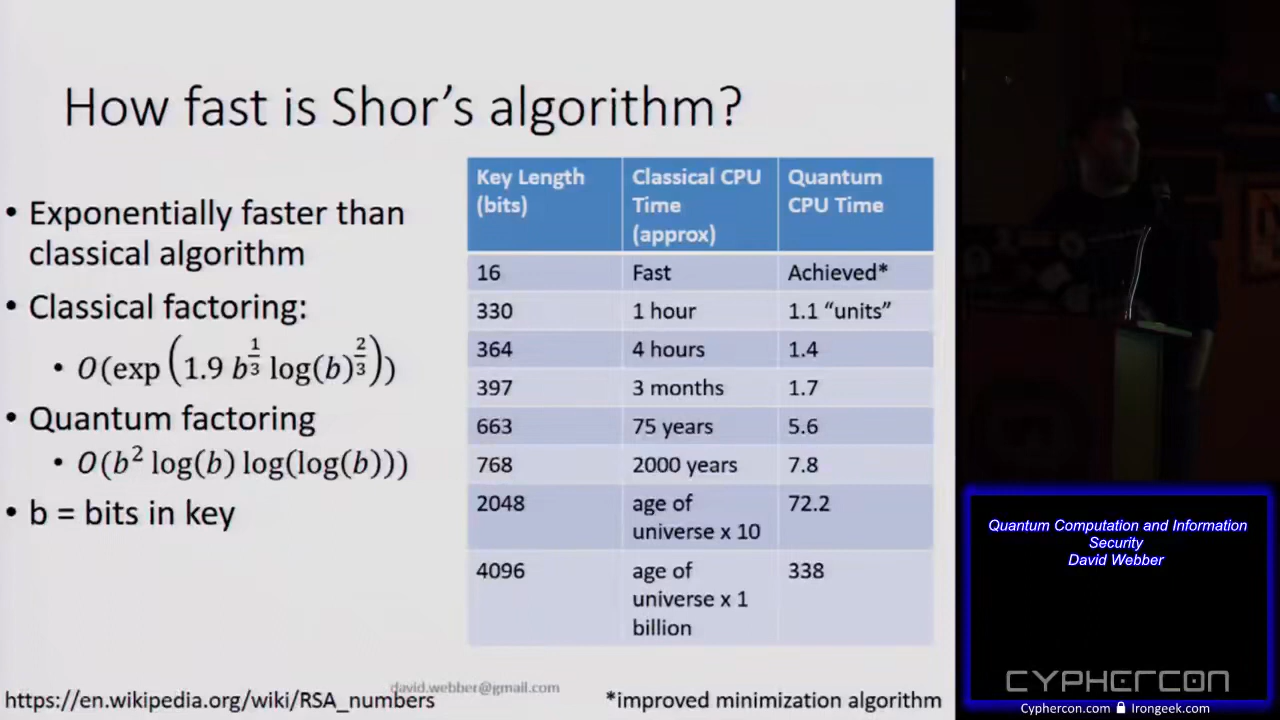 How fast is Shor's algorithm?
• Exponentially faster than
classical algorithm
• Classical factoring:
• O(exp(1.9 b^{1/3} log(b)^{2/3}))
• Quantum factoring
• O(b² log(b) log(log(b)))
• b = bits in key
Key Length (bits) | Classical CPU Time (approx) | Quantum CPU Time
16 | Fast | Achieved*
330 | 1 hour | 1.1 “units”
364 | 4 hours | 1.4
397 | 3 months | 1.7
663 | 75 years | 5.6
768 | 2000 years | 7.8
2048 | age of universe x 10 | 72.2
4096 | age of universe x 1 billion | 338
david.webber@gmail.com
https://en.wikipedia.org/wiki/RSA_numbers
*improved minimization algorithm
Quantum Computation and Information
Security
David Webber
CYPHERCON
Cyphercon.com Irongeek.com